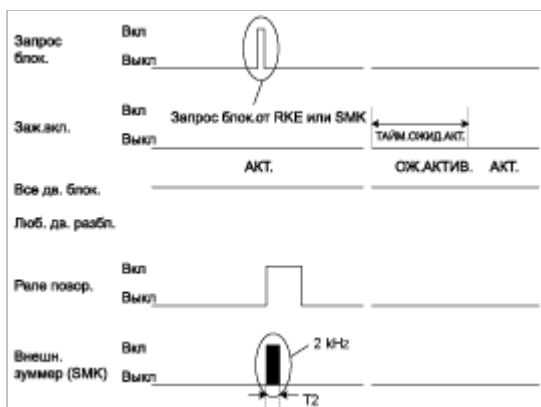 Запрос
блок.
Вкл
Выкл
Запрос блок.от RKE или SMK
Заж.вкл.
Вкл
Выкл
ТАЙМ.ОЖИД.АКТ.
АКТ.
ОЖ.АКТИВ.
АКТ.
Все дв. блок.
Люб. дв. разбл.
Реле повор.
Вкл
Выкл
Внешн.
зуммер (SMK)
Вкл
Выкл
2 kHz
T2